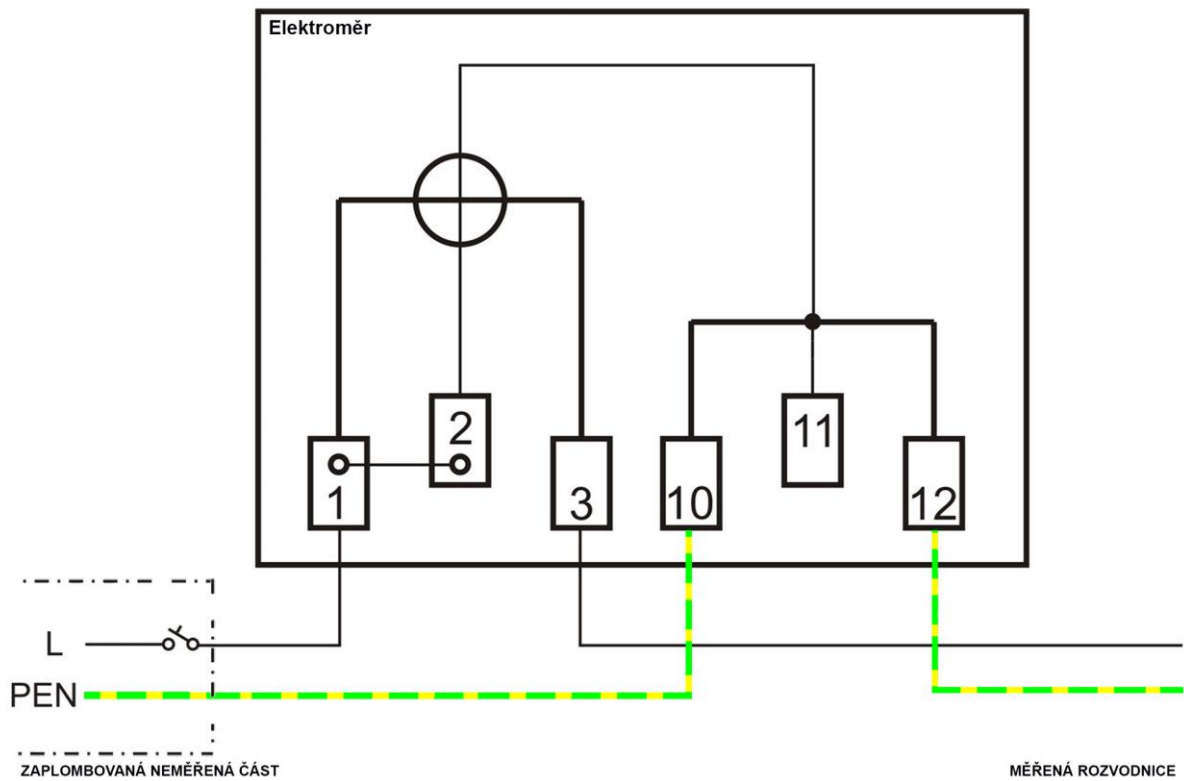 Elektroměr
2
11
1
3
10
12
L
PEN
ZAPLOMBOVANÁ NEMĚŘENÁ ČÁST
MĚŘENÁ ROZVODNICE